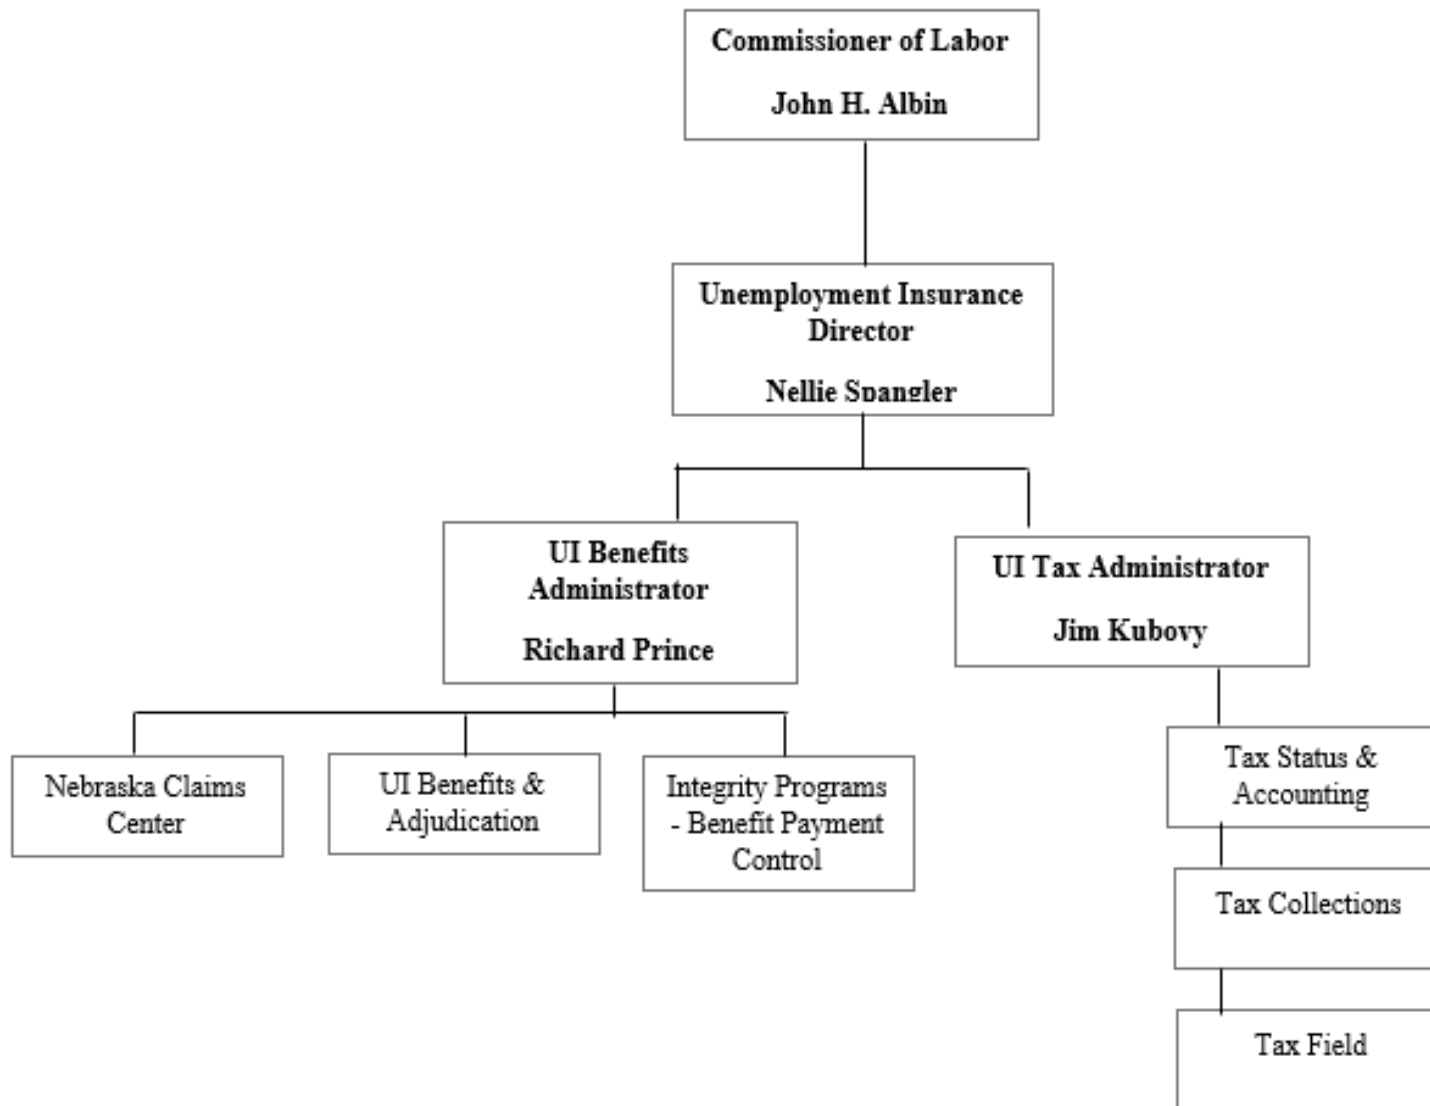 Commissioner of Labor
John H. Albin
Unemployment Insurance
Director
Nellie Spangler
UI Benefits
Administrator
Richard Prince
UI Tax Administrator
Jim Kubovy
Nebraska Claims
Center
UI Benefits &
Adjudication
Integrity Programs
- Benefit Payment
Control
Tax Status &
Accounting
Tax Collections
Tax Field